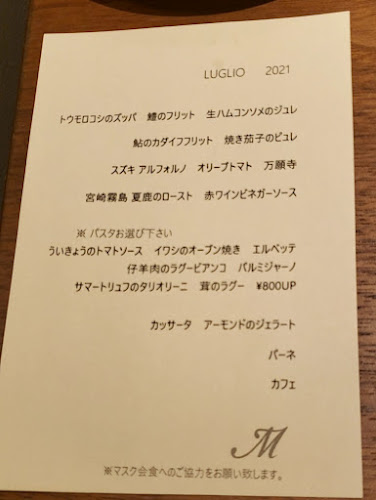 LUGLIO 2021
トウモロコシのズッパ 鱧のフリット 生ハムコンソメのジュレ
鮎のカダイフフリット 焼き茄子のピュレ
スズキ アルフォルノ オリーブトマト 万願寺
宮崎霧島 夏鹿のロースト 赤ワインビネガーソース
※ パスタお選び下さい
ういきょうのトマトソース イワシのオーブン焼き エルベッテ
仔羊肉のラグービアンコ パルミジャーノ
サマートリュフのタリオリーニ 茸のラグー ¥800UP
カッサータ アーモンドのジェラート
パーネ
カフェ
M
※マスク会食へのご協力をお願い致します。